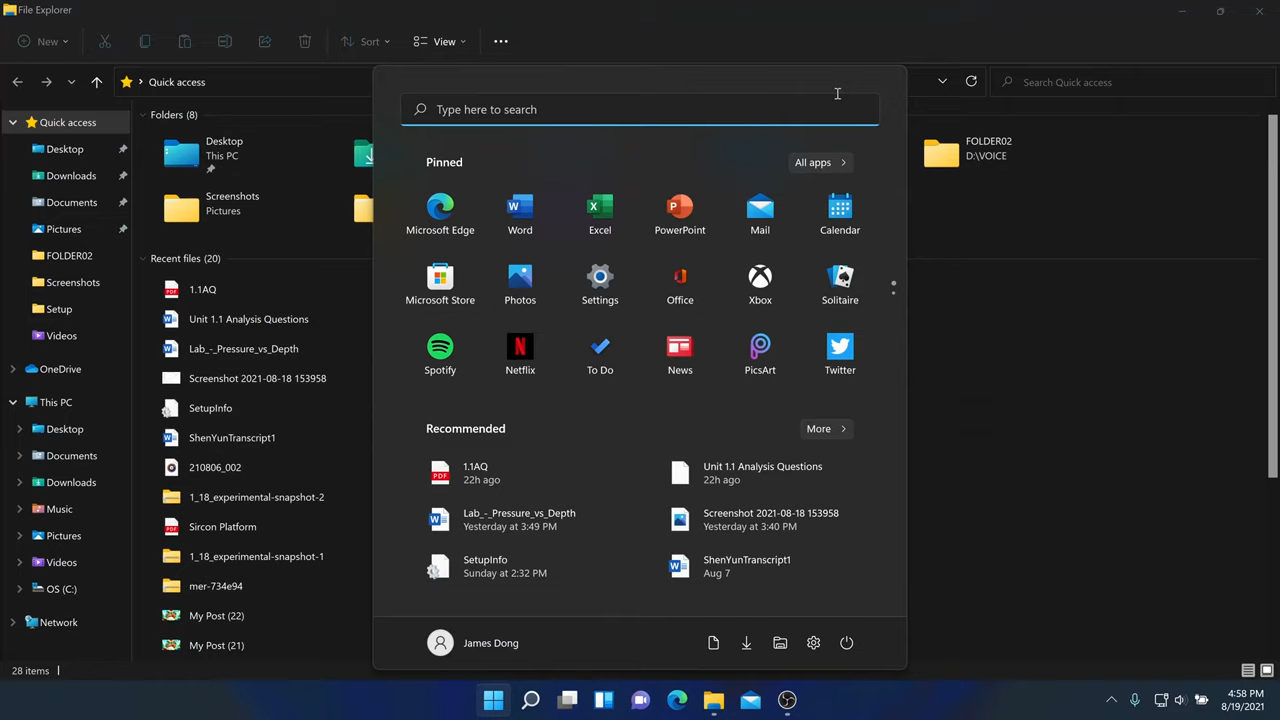 File Explorer
New
Sort
View
Quick access
Search Quick access
Type here to search
Quick access
Desktop
Downloads
Documents
Pictures
FOLDER02
Screenshots
Setup
Videos
OneDrive
This PC
Desktop
Documents
Downloads
Music
Pictures
Videos
OS (C:)
Network
Folders (8)
Desktop
This PC
Screenshots
Pictures
FOLDER02
D:\VOICE
Recent files (20)
1.1AQ
Unit 1.1 Analysis Questions
Lab_-_Pressure_vs_Depth
Screenshot 2021-08-18 153958
SetupInfo
ShenYunTranscript1
210806_002
1_18_experimental-snapshot-2
Sircon Platform
1_18_experimental-snapshot-1
mer-734e94
My Post (22)
My Post (21)
Pinned
All apps
Microsoft Edge
Word
Excel
PowerPoint
Mail
Calendar
Microsoft Store
Photos
Settings
Office
Xbox
Solitaire
Spotify
Netflix
To Do
News
PicsArt
Twitter
Recommended
More
PDF
1.1AQ
22h ago
Unit 1.1 Analysis Questions
22h ago
Lab_-_Pressure_vs_Depth
Yesterday at 3:49 PM
Screenshot 2021-08-18 153958
Yesterday at 3:40 PM
SetupInfo
Sunday at 2:32 PM
ShenYunTranscript1
Aug 7
James Dong
28 items
4:58 PM
8/19/2021